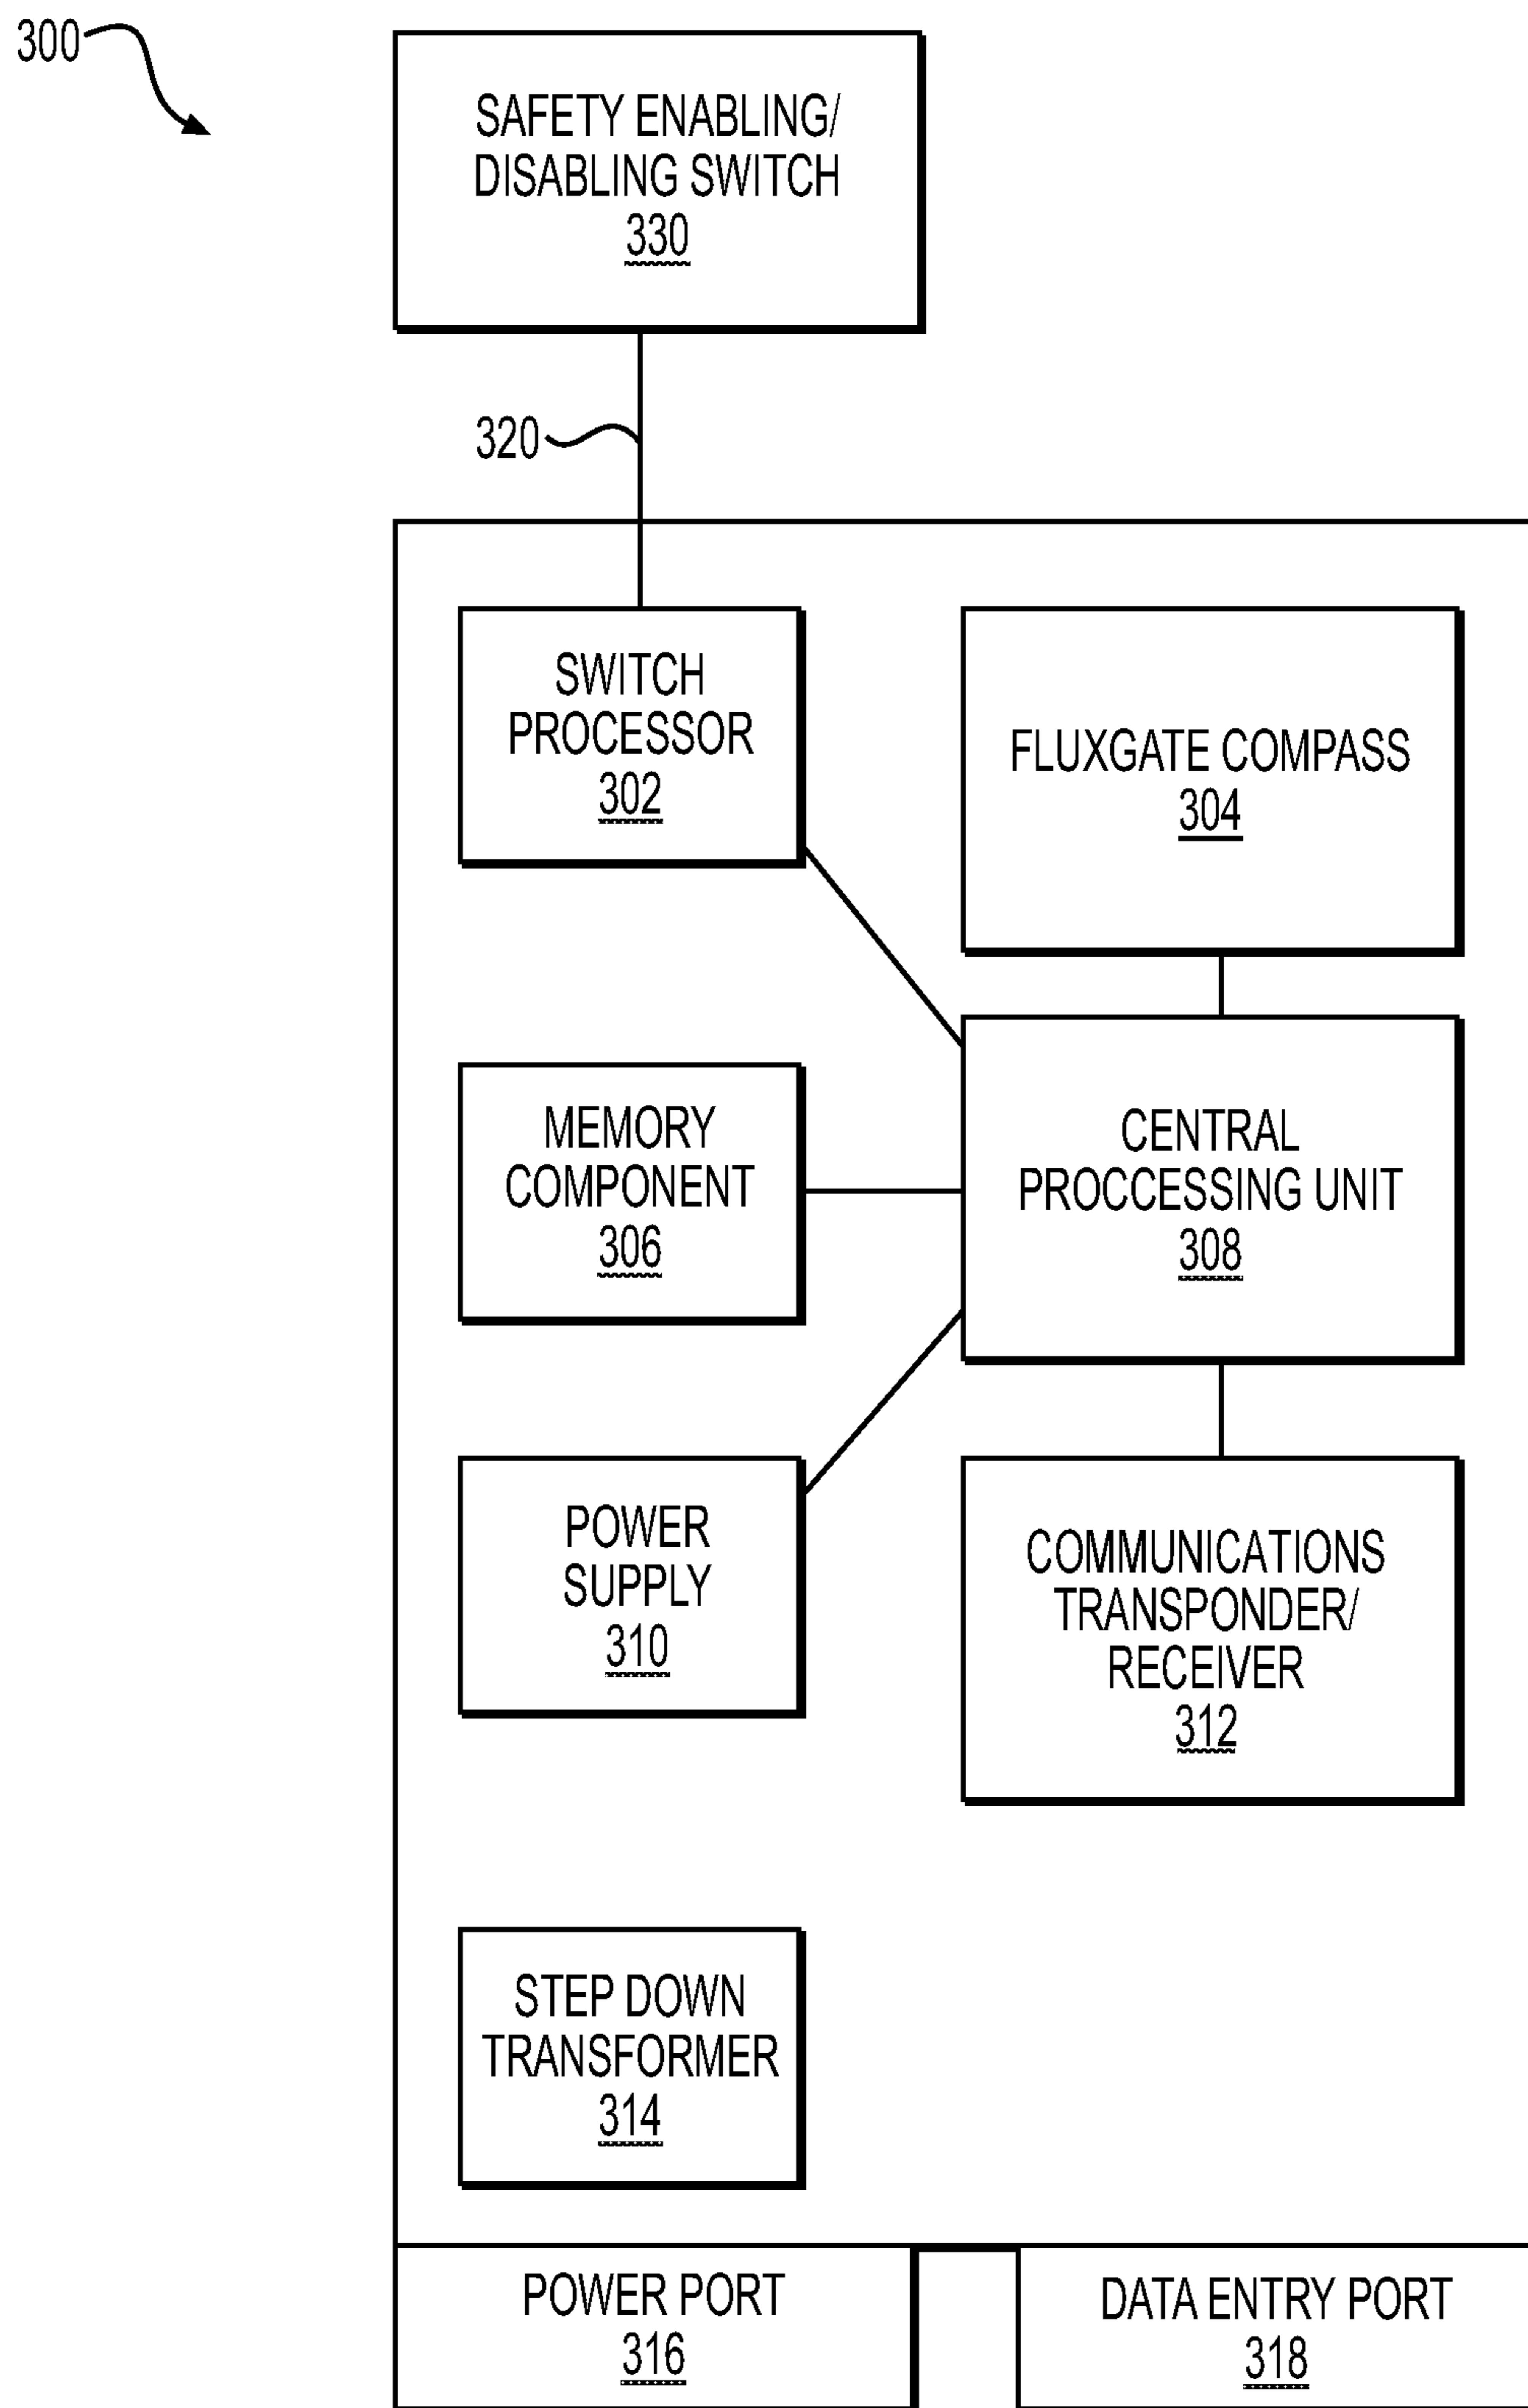 300
SAFETY ENABLING/
DISABLING SWITCH
330
320
SWITCH
PROCESSOR
302
FLUXGATE COMPASS
304
MEMORY
COMPONENT
306
CENTRAL
PROCCESSING UNIT
308
POWER
SUPPLY
310
COMMUNICATIONS
TRANSPONDER/
RECEIVER
312
STEP DOWN
TRANSFORMER
314
POWER PORT
316
DATA ENTRY PORT
318